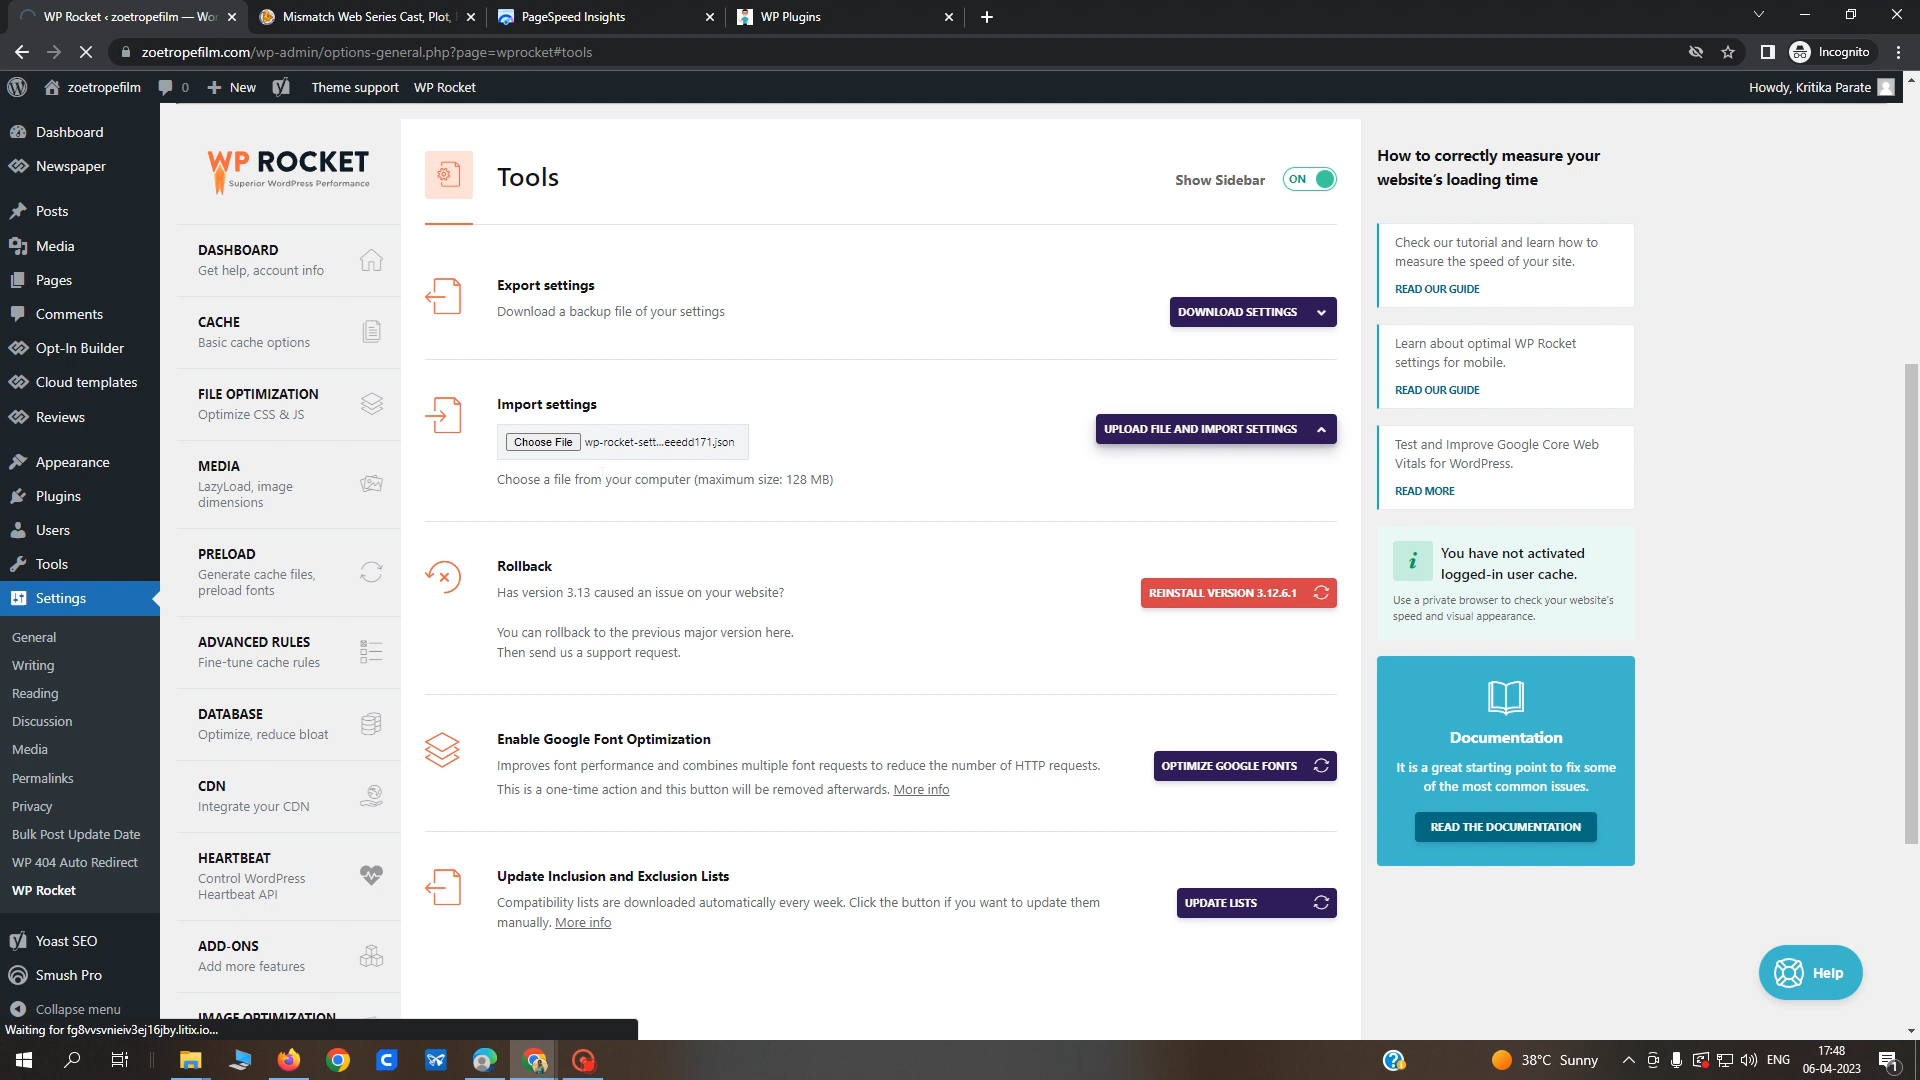 WP Rocket ‹ zoetropefilm — Wor
Mismatch Web Series Cast, Plot,
PageSpeed Insights
WP Plugins
zoetropefilm.com/wp-admin/options-general.php?page=wprocket#tools
Incognito
zoetropefilm
0
New
Theme support
WP Rocket
Howdy, Kritika Parate
Dashboard
Newspaper
Posts
Media
Pages
Comments
Opt-In Builder
Cloud templates
Reviews
Appearance
Plugins
Users
Tools
Settings
General
Writing
Reading
Discussion
Media
Permalinks
Privacy
Bulk Post Update Date
WP 404 Auto Redirect
WP Rocket
Yoast SEO
Smush Pro
Collapse menu
WP ROCKET
Superior WordPress Performance
DASHBOARD
Get help, account info
CACHE
Basic cache options
FILE OPTIMIZATION
Optimize CSS & JS
MEDIA
LazyLoad, image
dimensions
PRELOAD
Generate cache files,
preload fonts
ADVANCED RULES
Fine-tune cache rules
DATABASE
Optimize, reduce bloat
CDN
Integrate your CDN
HEARTBEAT
Control WordPress
Heartbeat API
ADD-ONS
Add more features
IMAGE OPTIMIZATION
Tools
Show Sidebar
ON
Export settings
Download a backup file of your settings
DOWNLOAD SETTINGS
Import settings
Choose File wp-rocket-sett...eeedd171.json
Choose a file from your computer (maximum size: 128 MB)
UPLOAD FILE AND IMPORT SETTINGS
Rollback
Has version 3.13 caused an issue on your website?
You can rollback to the previous major version here.
Then send us a support request.
REINSTALL VERSION 3.12.6.1
Enable Google Font Optimization
Improves font performance and combines multiple font requests to reduce the number of HTTP requests.
This is a one-time action and this button will be removed afterwards. More info
OPTIMIZE GOOGLE FONTS
Update Inclusion and Exclusion Lists
Compatibility lists are downloaded automatically every week. Click the button if you want to update them
manually. More info
UPDATE LISTS
How to correctly measure your
website's loading time
Check our tutorial and learn how to
measure the speed of your site.
READ OUR GUIDE
Learn about optimal WP Rocket
settings for mobile.
READ OUR GUIDE
Test and Improve Google Core Web
Vitals for WordPress.
READ MORE
i
You have not activated
logged-in user cache.
Use a private browser to check your website's
speed and visual appearance.
Documentation
It is a great starting point to fix some
of the most common issues.
READ THE DOCUMENTATION
Help
Waiting for fg8vvsvnieiv3ej16jby.litix.io...
38°C Sunny
ENG
17:48
06-04-2023
1